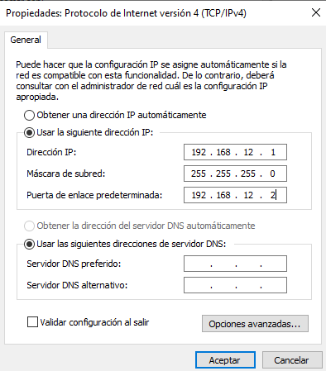 Propiedades: Protocolo de Internet versión 4 (TCP/IPv4)
General
Puede hacer que la configuración IP se asigne automáticamente si la
red es compatible con esta funcionalidad. De lo contrario, deberá
consultar con el administrador de red cuál es la configuración IP
apropiada.
Obtener una dirección IP automáticamente
Usar la siguiente dirección IP:
Dirección IP: 192 . 168 . 12 . 1
Máscara de subred: 255 . 255 . 255 . 0
Puerta de enlace predeterminada: 192 . 168 . 12 . 2
Obtener la dirección del servidor DNS automáticamente
Usar las siguientes direcciones de servidor DNS:
Servidor DNS preferido: . . .
Servidor DNS alternativo: . . .
Validar configuración al salir
Opciones avanzadas...
Aceptar Cancelar